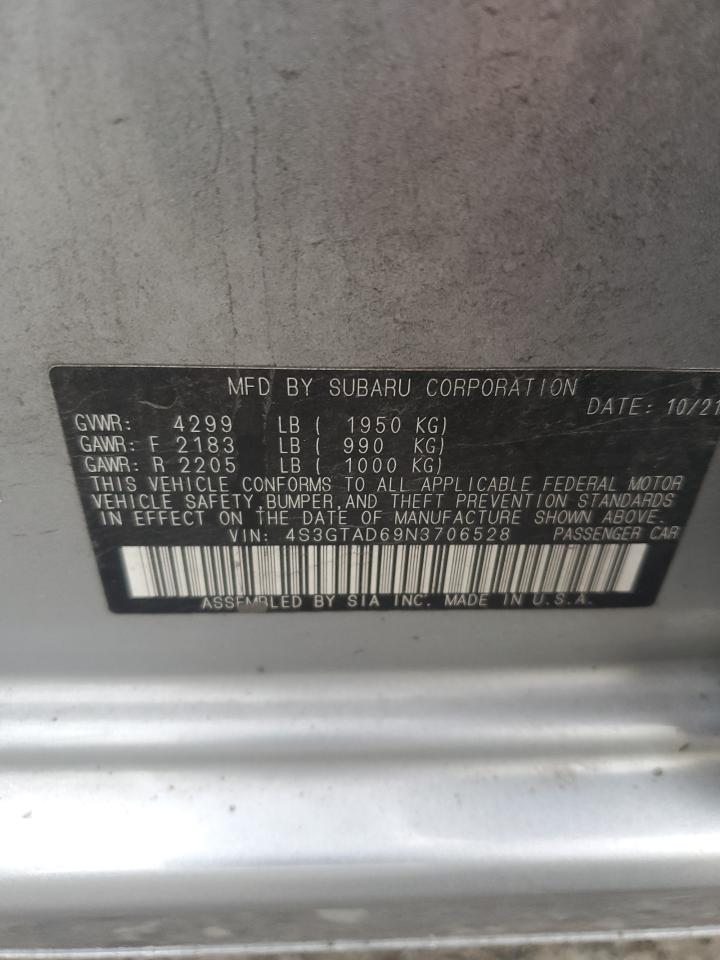 MFD BY SUBARU CORPORATION
DATE: 10/21
GVWR: 4299 LB ( 1950 KG)
GAWR: F 2183 LB ( 990 KG)
GAWR: R 2205 LB ( 1000 KG)
THIS VEHICLE CONFORMS TO ALL APPLICABLE FEDERAL MOTOR
VEHICLE SAFETY, BUMPER, AND THEFT PREVENTION STANDARDS
IN EFFECT ON THE DATE OF MANUFACTURE SHOWN ABOVE.
VIN: 4S3GTAD69N3706528 PASSENGER CAR
ASSEMBLED BY SIA INC. MADE IN U.S.A.